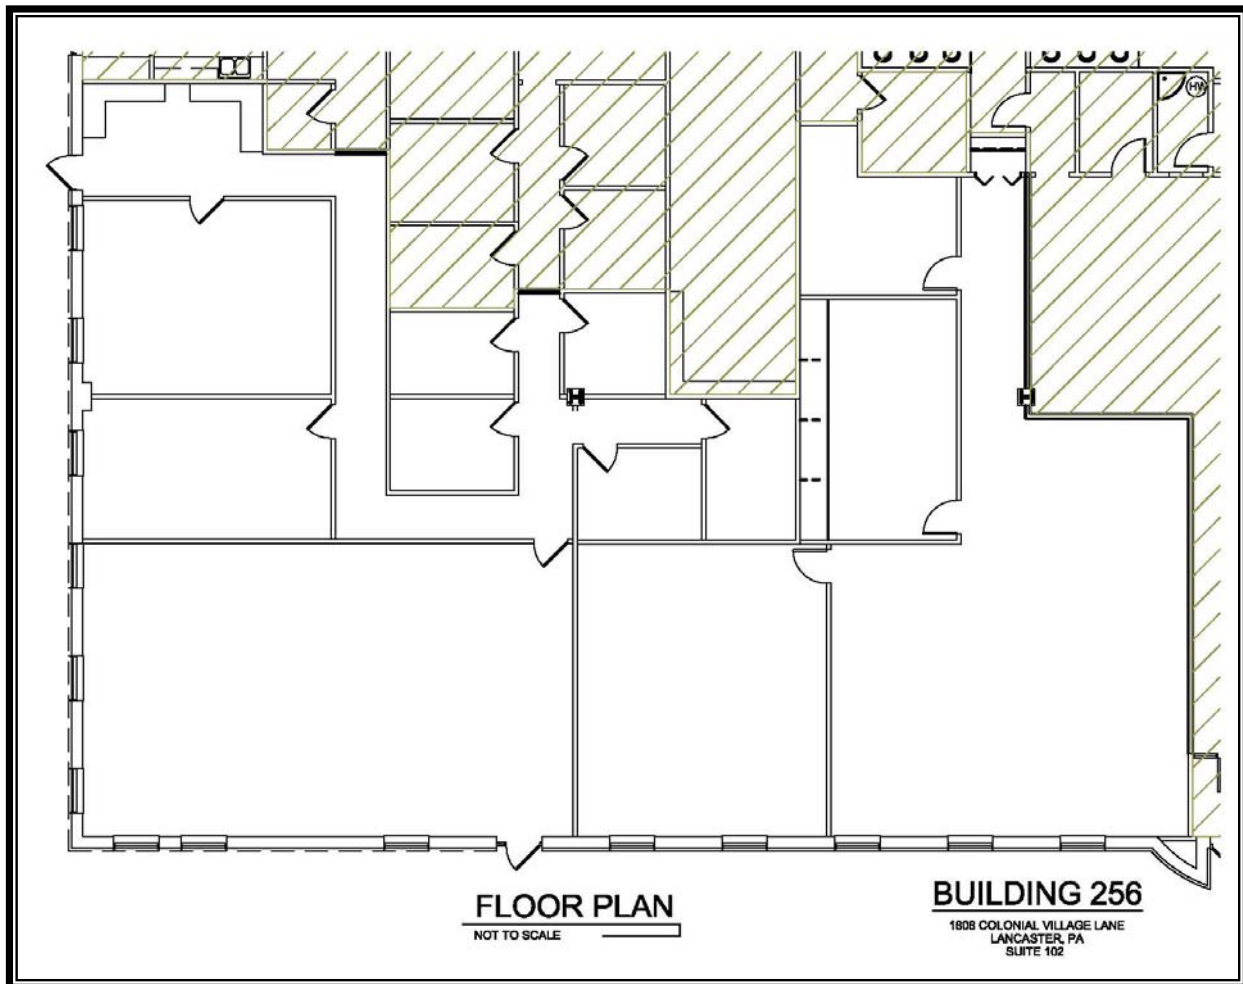 HW
FLOOR PLAN
NOT TO SCALE
BUILDING 256
1808 COLONIAL VILLAGE LANE
LANCASTER, PA
SUITE 102